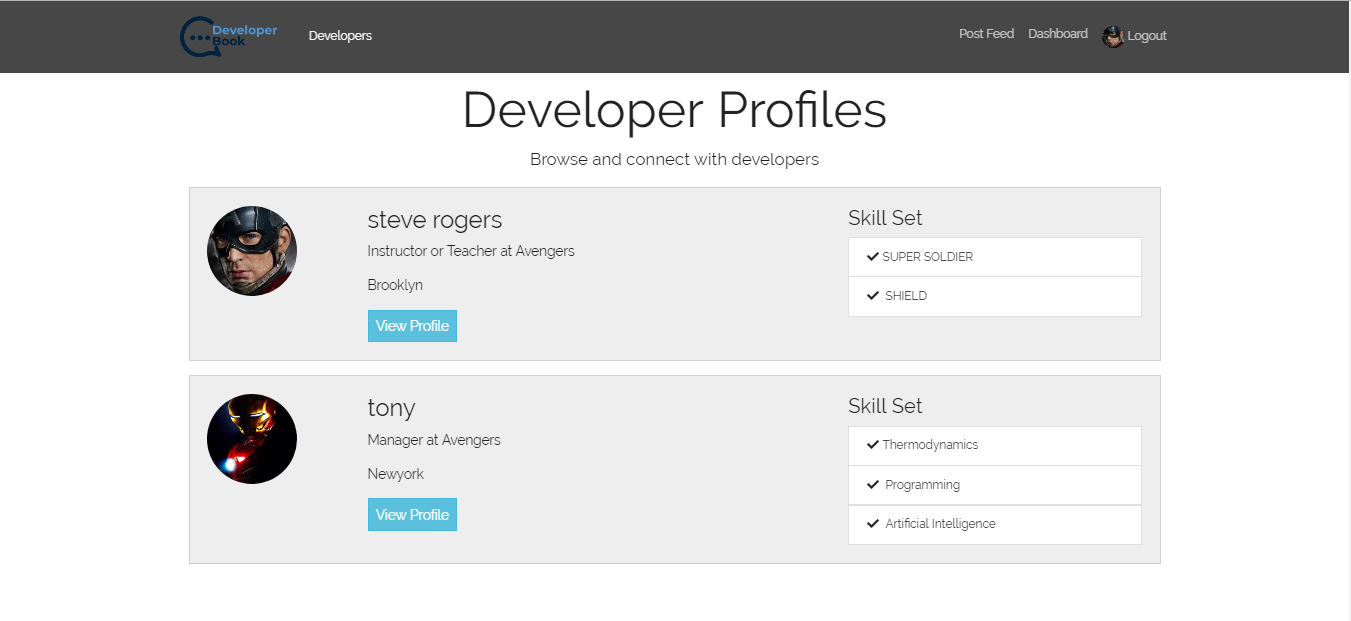 Developer
Book
Developers
Post Feed
Dashboard
Logout
Developer Profiles
Browse and connect with developers
steve rogers
Instructor or Teacher at Avengers
Brooklyn
View Profile
Skill Set
SUPER SOLDIER
SHIELD
tony
Manager at Avengers
Newyork
View Profile
Skill Set
Thermodynamics
Programming
Artificial Intelligence